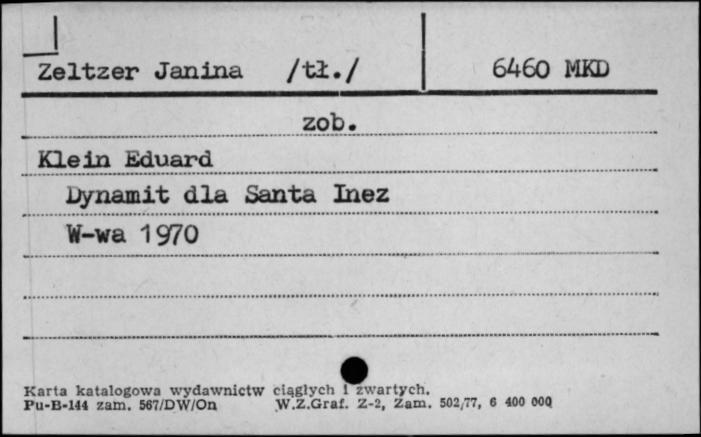 Zeltzer Janina /tł./ 6460 MKD
zob.
Klein Eduard
Dynamit dla Santa Inez
W-wa 1970
Karta katalogowa wydawnictw ciągłych i zwartych.
Pu-B-144 zam. 567/DW/On W.Z.Graf. Z-2, Zam. 502/77, 6 400 000